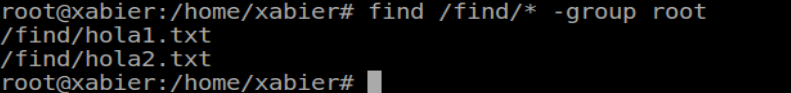 root@xabier:/home/xabier# find /find/* -group root
/find/hola1.txt
/find/hola2.txt
root@xabier:/home/xabier#